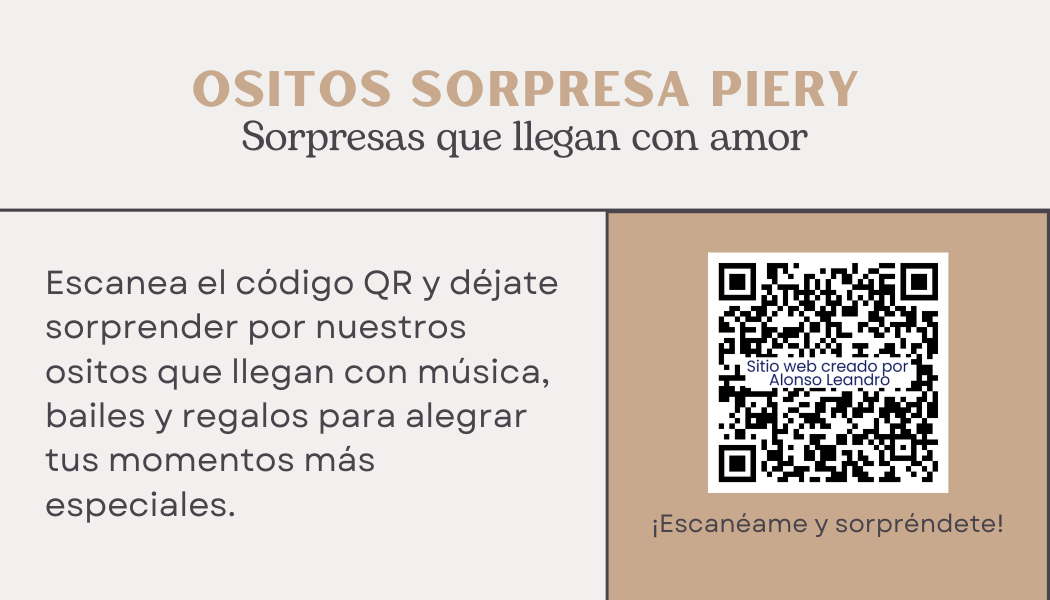 OSITOS SORPRESA PIERY
Sorpresas que llegan con amor
Escanea el código QR y déjate
sorprender por nuestros
ositos que llegan con música,
bailes y regalos para alegrar
tus momentos más
especiales.
Sitio web creado por
Alonso Leandro
¡Escanéame y sorpréndete!